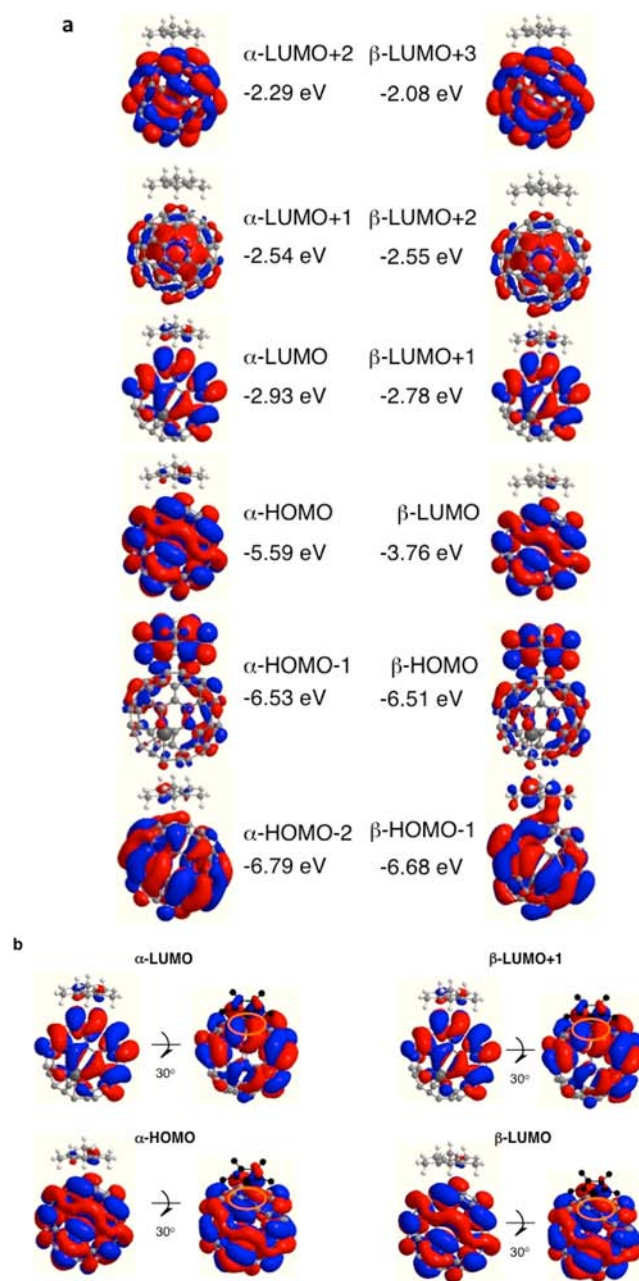 a
α-LUMO+2 β-LUMO+3
-2.29 eV -2.08 eV
α-LUMO+1 β-LUMO+2
-2.54 eV -2.55 eV
α-LUMO β-LUMO+1
-2.93 eV -2.78 eV
α-HOMO β-LUMO
-5.59 eV -3.76 eV
α-HOMO-1 β-HOMO
-6.53 eV -6.51 eV
α-HOMO-2 β-HOMO-1
-6.79 eV -6.68 eV
b
α-LUMO β-LUMO+1
30° 30°
α-HOMO β-LUMO
30° 30°